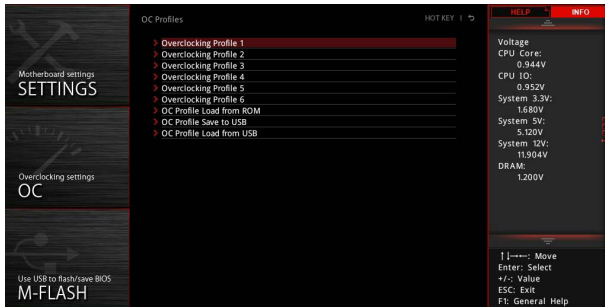 OC Profiles
HOT KEY
HELP
INFO
Motherboard settings
SETTINGS
Overclocking settings
OC
Use USB to flash/save BIOS
M-FLASH
Overclocking Profile 1
Overclocking Profile 2
Overclocking Profile 3
Overclocking Profile 4
Overclocking Profile 5
Overclocking Profile 6
OC Profile Load from ROM
OC Profile Save to USB
OC Profile Load from USB
Voltage
CPU Core:
0.944V
CPU IO:
0.952V
System 3.3V:
1.680V
System 5V:
5.120V
System 12V:
11.904V
DRAM:
1.200V
↑↓→←: Move
Enter: Select
+/-: Value
ESC: Exit
F1: General Help